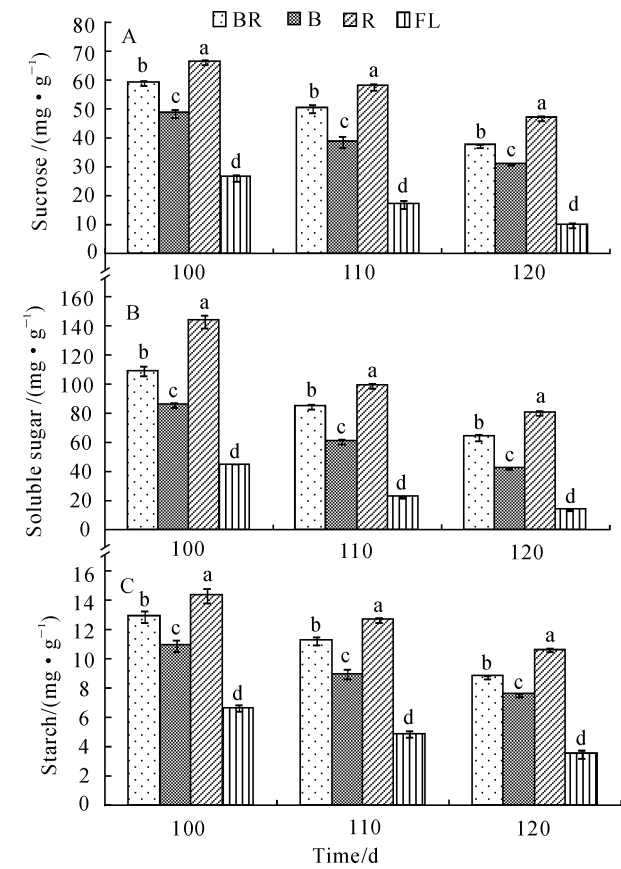 BR B R FL
A
Sucrose /(mg • g⁻¹)
80
70
60
50
40
30
20
10
0
b c a d
b c a d
b c a d
100 110 120
B
Soluble sugar /(mg • g⁻¹)
160
140
120
100
80
60
40
20
0
b c a d
b c a d
b c a d
100 110 120
C
Starch/(mg • g⁻¹)
16
14
12
10
8
6
4
2
0
b c a d
b c a d
b c a d
100 110 120
Time/d